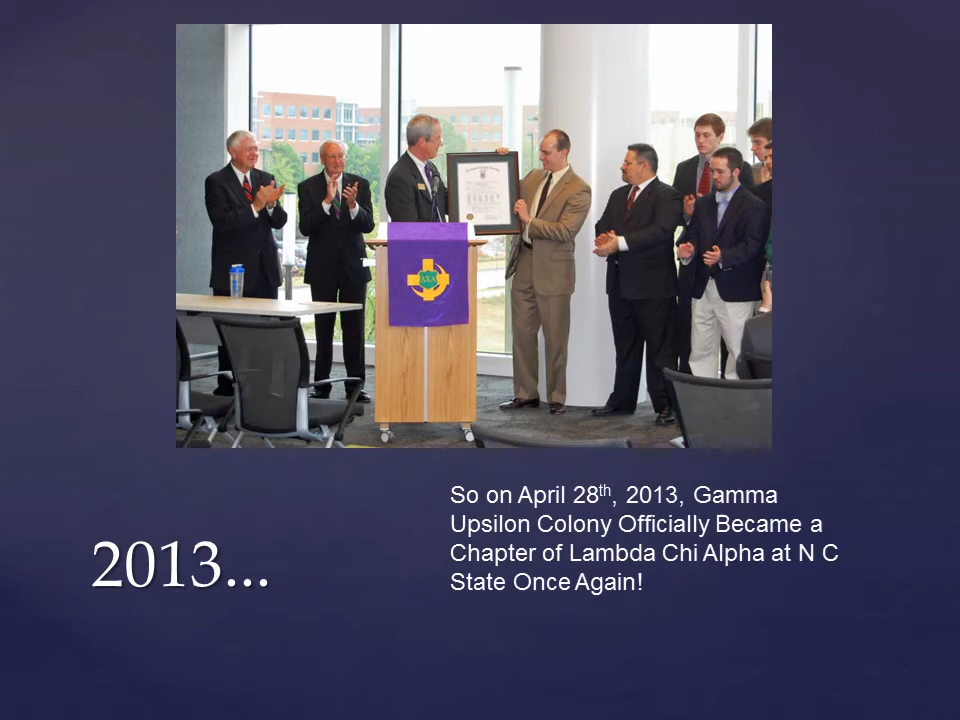 ΛΧΑ
So on April 28th, 2013, Gamma
Upsilon Colony Officially Became a
Chapter of Lambda Chi Alpha at N C
State Once Again!
2013...